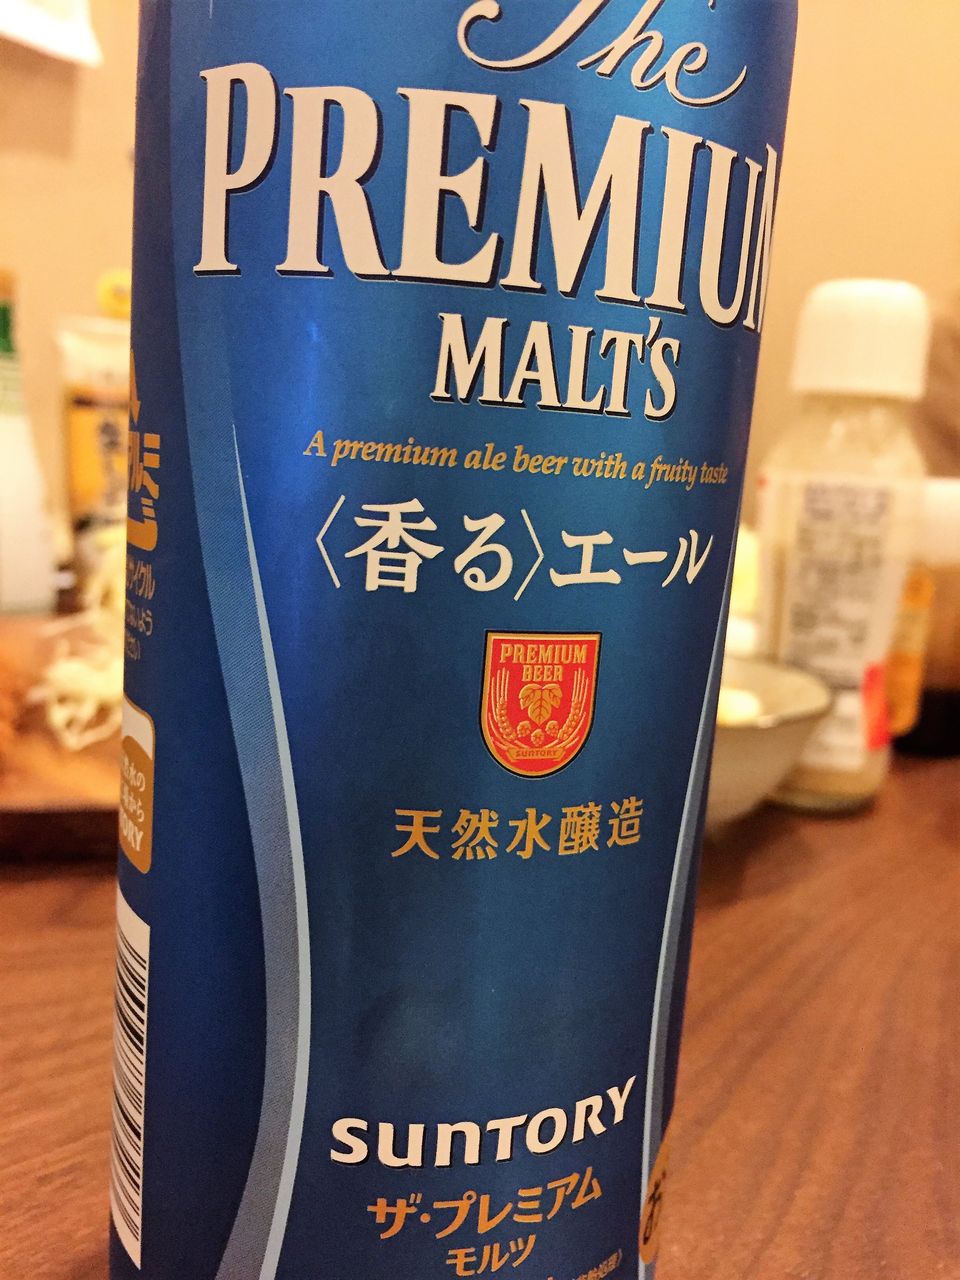 The
PREMIUM
MALT'S
A premium ale beer with a fruity taste
〈香る〉エール
PREMIUM
BEER
SUNTORY
天然水醸造
SUNTORY
ザ・プレミアム
モルツ